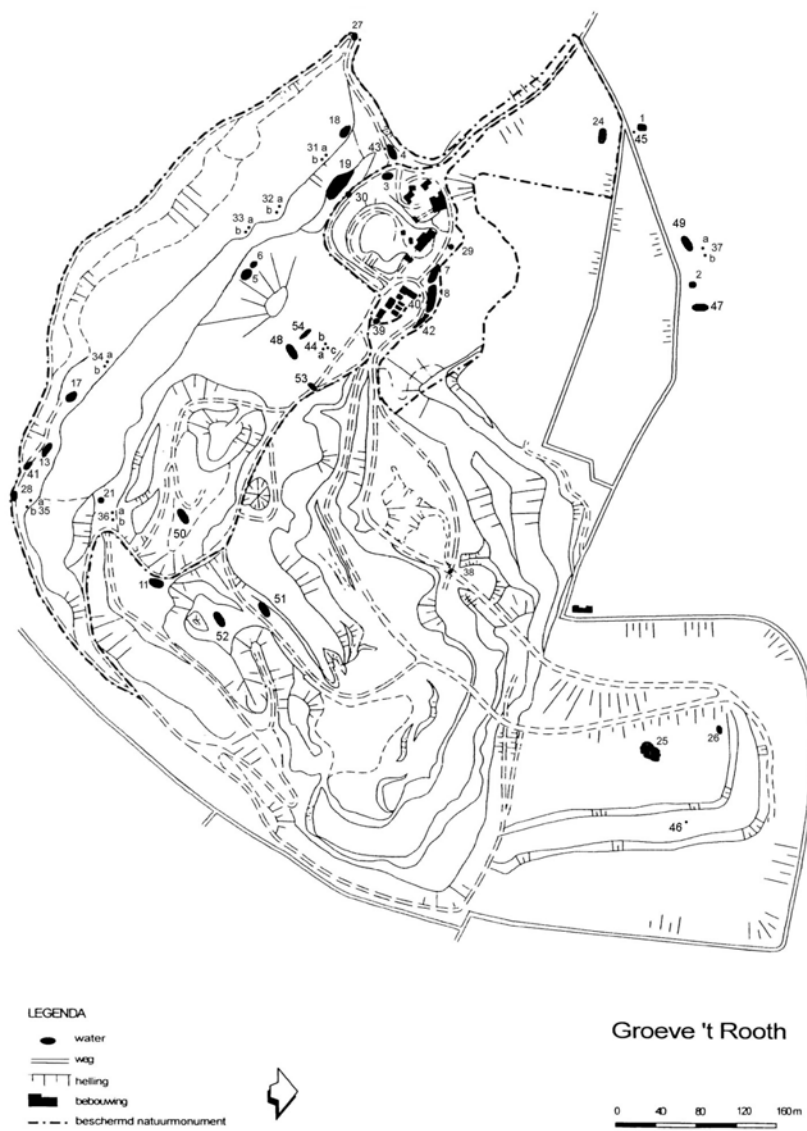 27
18
31 a
b
43
4
19
3
30
24
1
45
32 a
b
33 a
b
49
a
37
b
29
6
5
7
2
8
47
40
54
39
42
48
44 b
a c
53
34 a
b
17
13
41
28
a
b 35
21
36 a
b
50
38
11
51
52
25
26
46
LEGENDA
water
weg
helling
bebouwing
beschermd natuurmonument
Groeve 't Rooth
0 40 80 120 160 m